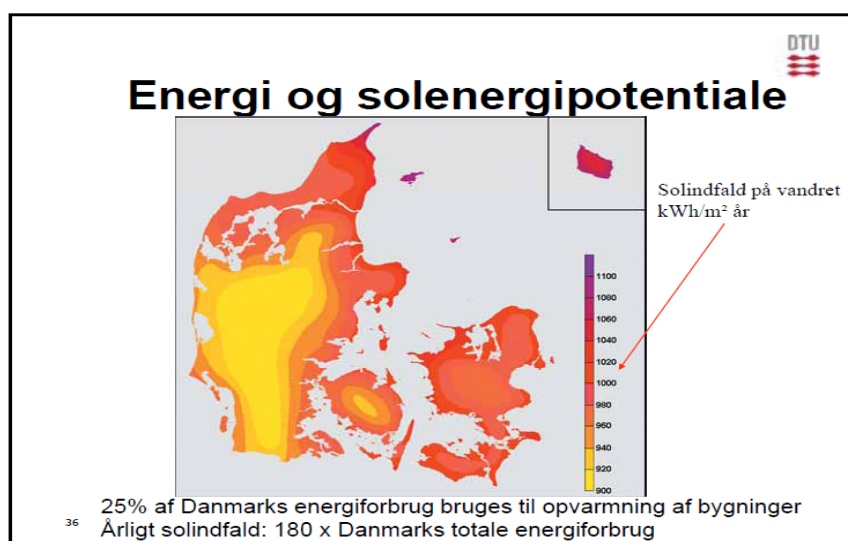 DTU
Energi og solenergipotentiale
Solindfald på vandret
kWh/m² år
1100
1080
1060
1040
1020
1000
980
960
940
920
900
25% af Danmarks energiforbrug bruges til opvarmning af bygninger
36 Årligt solindfald: 180 x Danmarks totale energiforbrug